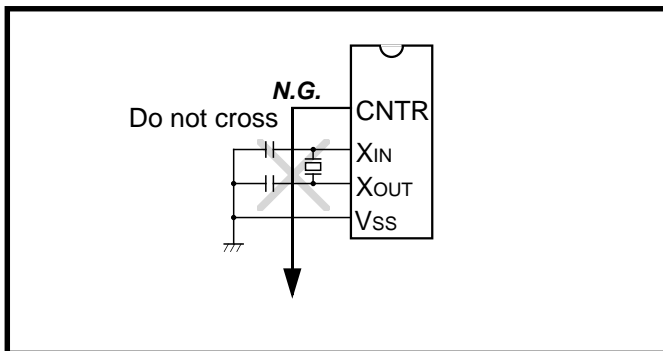 N.G.
Do not cross
CNTR
XIN
XOUT
VSS